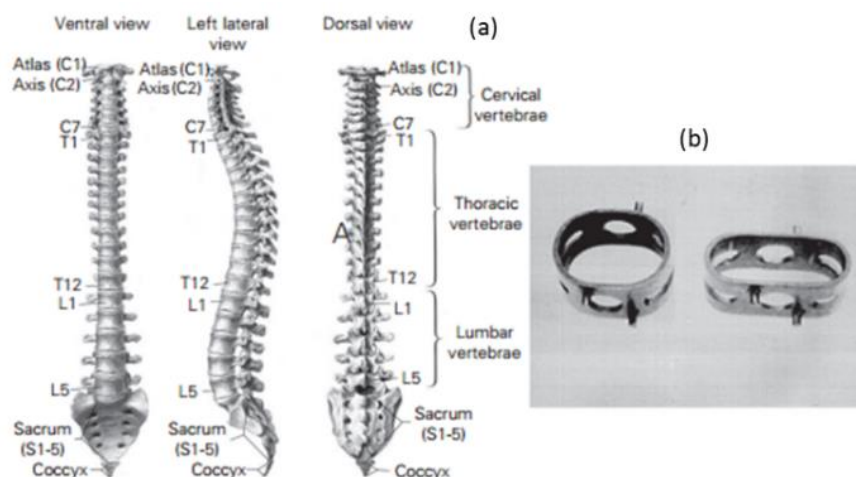 Ventral view
Left lateral
view
Dorsal view
(a)
Atlas (C1)
Axis (C2)
C7
T1
T12
L1
L5
Sacrum
(S1-5)
Coccyx
Atlas (C1)
Axis (C2)
C7
T1
T12
L1
L5
Sacrum
(S1-5)
Coccyx
Atlas (C1)
Axis (C2)
C7
T1
A
T12
L1
L5
Sacrum
(S1-5)
Coccyx
Cervical
vertebrae
Thoracic
vertebrae
Lumbar
vertebrae
(b)